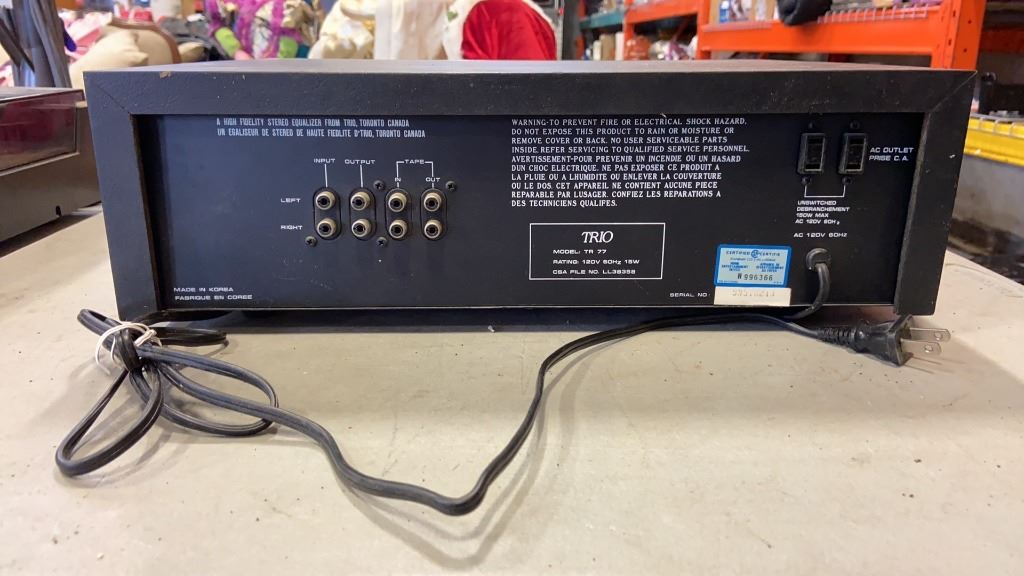 A HIGH FIDELITY STEREO EQUALIZER FROM TRIO, TORONTO CANADA
UN EGALISEUR DE STEREO DE HAUTE FIEDLITE D'TRIO, TORONTO CANADA
INPUT OUTPUT TAPE
IN OUT
LEFT
RIGHT
MADE IN KOREA
FABRIQUE EN COREE
WARNING-TO PREVENT FIRE OR ELECTRICAL SHOCK HAZARD,
DO NOT EXPOSE THIS PRODUCT TO RAIN OR MOISTURE OR
REMOVE COVER OR BACK. NO USER SERVICEABLE PARTS
INSIDE. REFER SERVICING TO QUALIFIED SERVICE PERSONNEL.
AVERTISSEMENT-POUR PREVENIR UN INCENDIE OU UN HASARD
DUN CHOC ELECTRIQUE. NE PAS EXPOSER CE PRODUIT A
LA PLUIE OU A LHUMIDITE OU ENLEVER LA COUVERTURE
OU LE DOS. CET APPAREIL NE CONTIENT AUCUNE PIECE
REPARABLE PAR LUSAGER. CONFIEZ LES REPARATIONS A
DES TECHNICIENS QUALIFES.
TRIO
MODEL: TR 77
RATING: 120V 60Hz 15W
CSA FILE NO. LL38358
AC OUTLET
PRISE C.A.
UNSWITCHED
DEBRANCHEMENT
150W MAX
AC 120V 60Hz
AC 120V 60Hz
CERTIFIED CERTIFIE
N 996366
SERIAL NO: